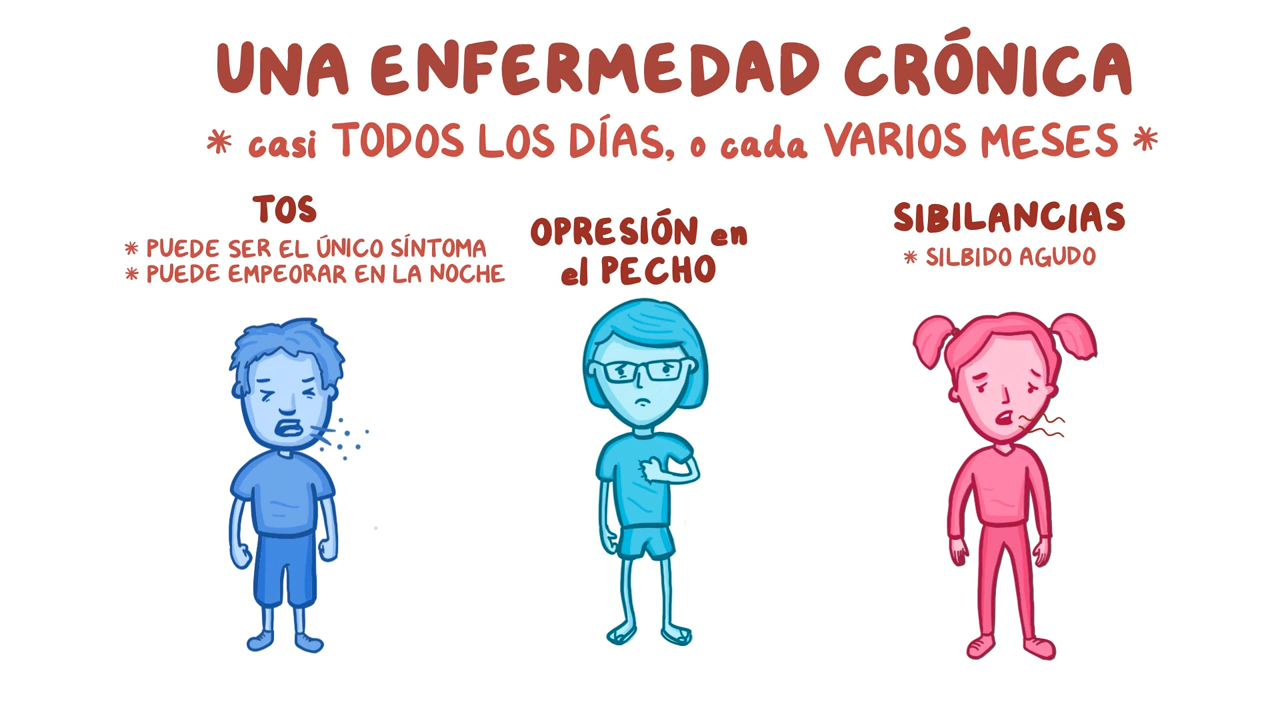 UNA ENFERMEDAD CRÓNICA
* casi TODOS LOS DÍAS, o cada VARIOS MESES *
TOS
* PUEDE SER EL ÚNICO SÍNTOMA
* PUEDE EMPEORAR EN LA NOCHE
OPRESIÓN en
el PECHO
SIBILANCIAS
* SILBIDO AGUDO